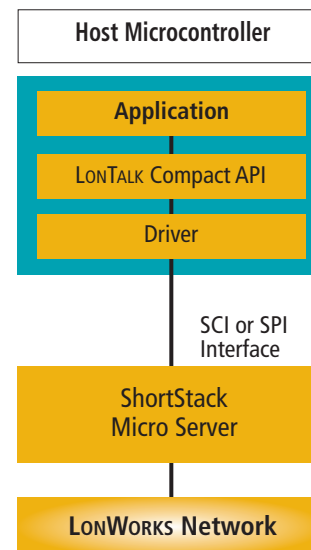 Host Microcontroller
Application
LONTALK Compact API
Driver
SCI or SPI
Interface
ShortStack
Micro Server
LONWORKS Network